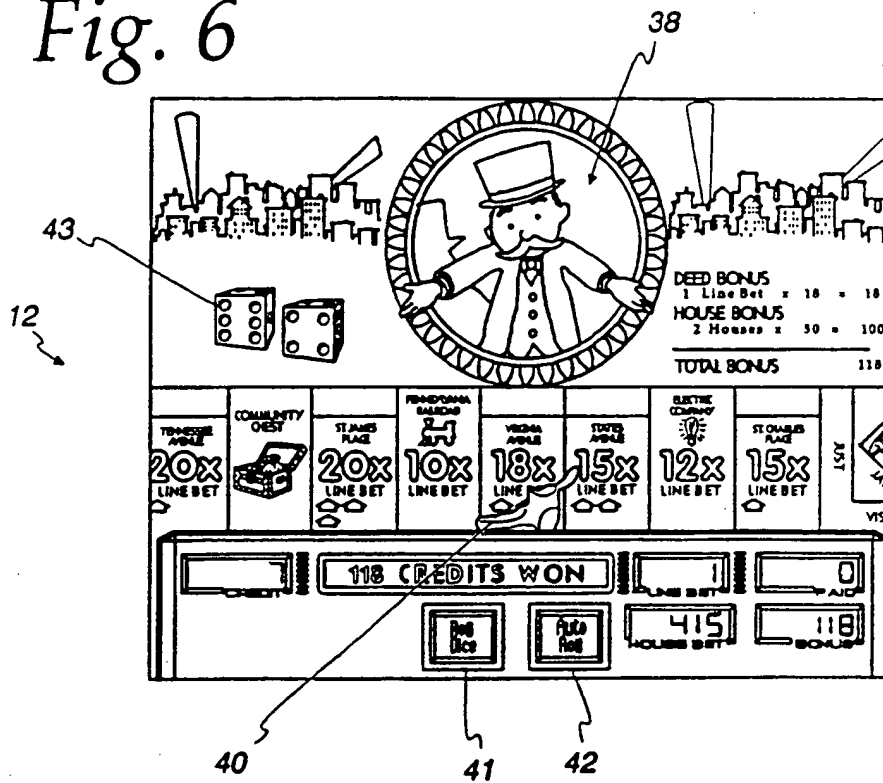 Fig. 6
38
43
12
DEED BONUS
1 Line Bet x 18 = 18
HOUSE BONUS
2 Houses x 50 = 100
TOTAL BONUS 118
TENNESSEE AVENUE
20x
LINE BET
COMMUNITY CHEST
ST. JAMES PLACE
20x
LINE BET
PENNSYLVANIA RAILROAD
10x
LINE BET
VIRGINIA AVENUE
18x
LINE
STATES AVENUE
15x
LINE BET
ELECTRIC COMPANY
12x
LINE BET
ST. CHARLES PLACE
15x
LINE BET
JUST
VIS
CREDIT
118 CREDITS WON
1
LINE BET
0
PAID
Auto
415
HOUSE BET
118
BONUS
Dice
40
41
42